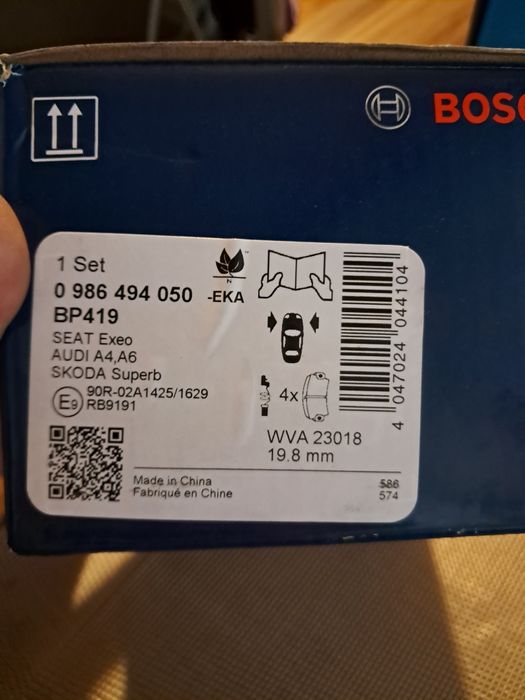 BOSC
1 Set
0 986 494 050 -EKA
BP419
SEAT Exeo
AUDI A4,A6
SKODA Superb
E9 90R-02A1425/1629
RB9191
N
4x
WVA 23018
19.8 mm
4 047024 044104
Made in China
Fabriqué en Chine
586
574